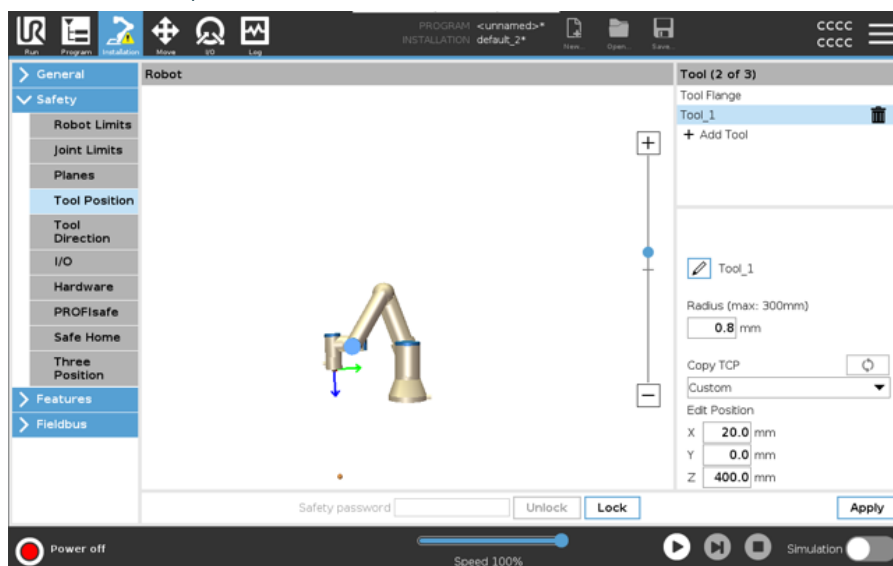 PROGRAM <unnamed>*
INSTALLATION default_2*
UR
Run
Program
Installation
Move
I/O
Log
New...
Open...
Save...
CCCC
CCCC
General
Safety
Robot Limits
Joint Limits
Planes
Tool Position
Tool
Direction
I/O
Hardware
PROFIsafe
Safe Home
Three
Position
Features
Fieldbus
Robot
Safety password
Unlock
Lock
Tool (2 of 3)
Tool Flange
Tool_1
+ Add Tool
Tool_1
Radius (max: 300mm)
0.8 mm
Copy TCP
Custom
Edit Position
X 20.0 mm
Y 0.0 mm
Z 400.0 mm
Apply
Power off
Speed 100%
Simulation